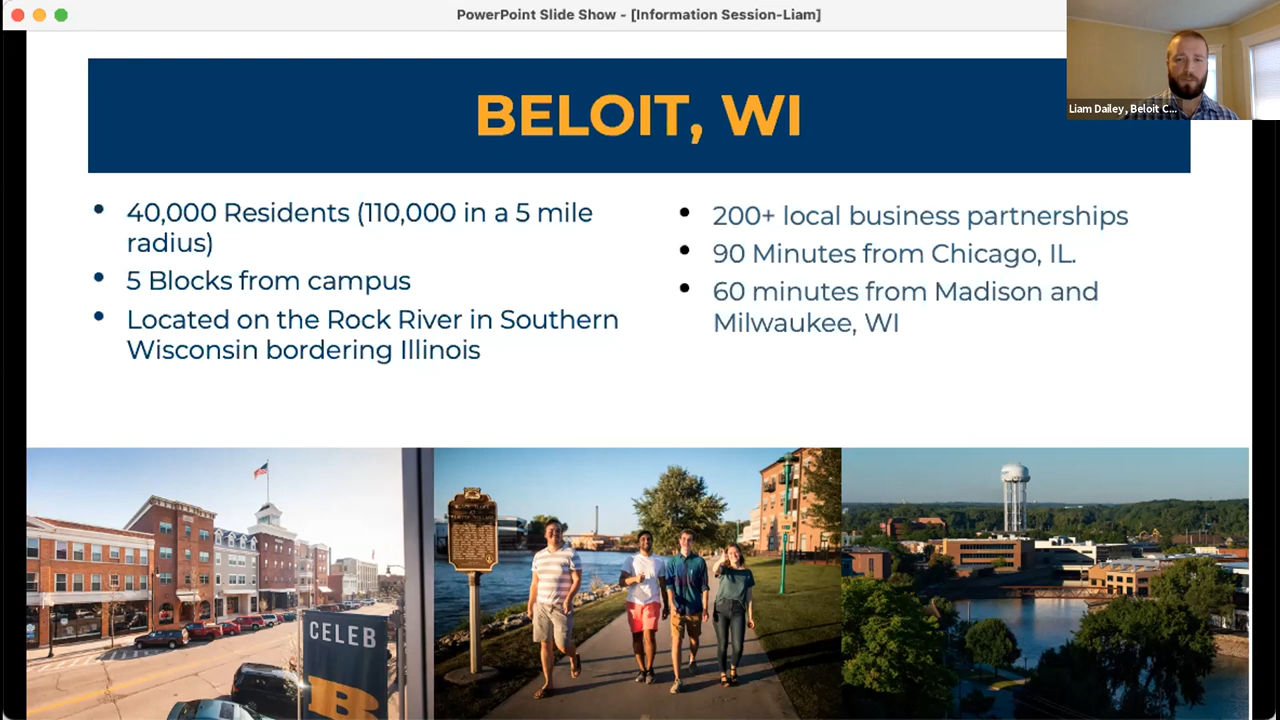 PowerPoint Slide Show - [Information Session-Liam]
Liam Dailey, Beloit C...
BELOIT, WI
• 40,000 Residents (110,000 in a 5 mile
radius)
• 5 Blocks from campus
• Located on the Rock River in Southern
Wisconsin bordering Illinois
• 200+ local business partnerships
• 90 Minutes from Chicago, IL.
• 60 minutes from Madison and
Milwaukee, WI
CELEB
B